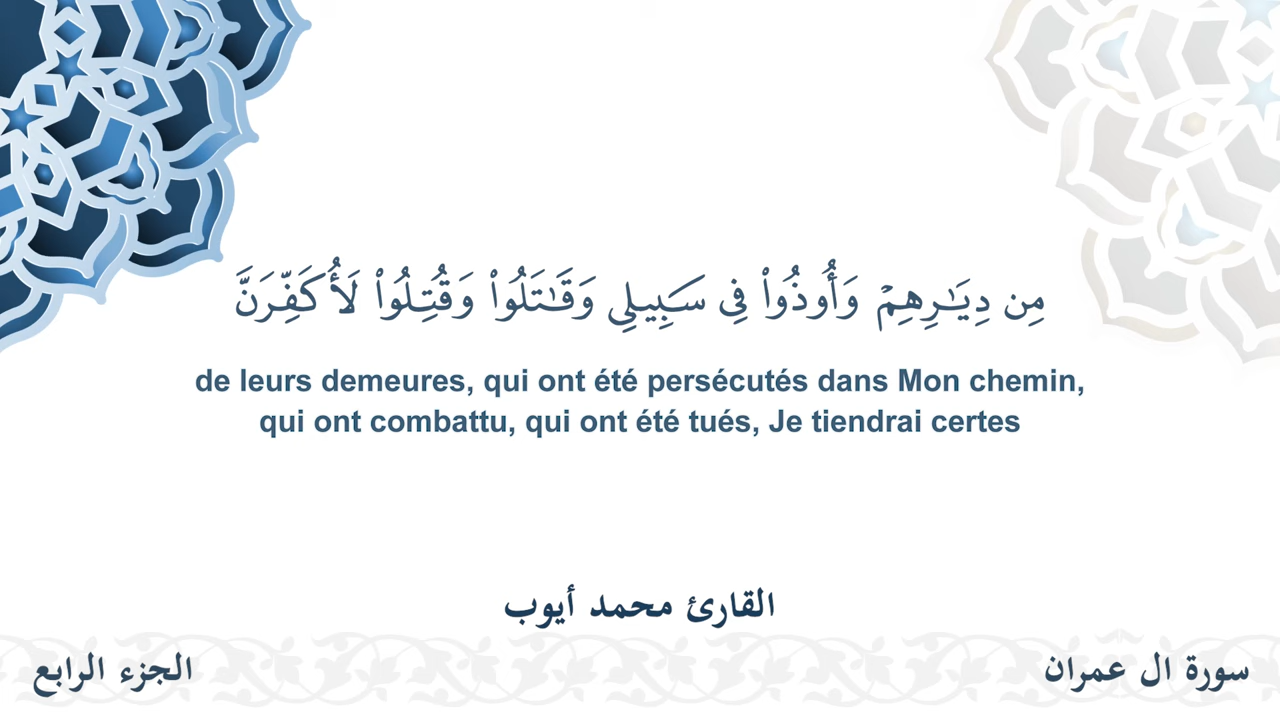 مِن دِيَـٰرِهِمْ وَأُوذُوا۟ فِى سَبِيلِى وَقَـٰتَلُوا۟ وَقُتِلُوا۟ لَأُكَفِّرَنَّ
de leurs demeures, qui ont été persécutés dans Mon chemin,
qui ont combattu, qui ont été tués, Je tiendrai certes
القارئ محمد أيوب
سورة ال عمران
الجزء الرابع